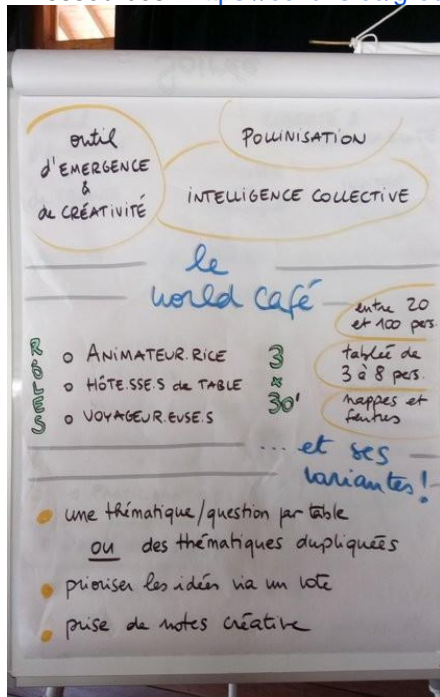 outil
d'EMERGENCE
&
de CRÉATIVITÉ
POLLINISATION
INTELLIGENCE COLLECTIVE
le
world café
RÔLES
o ANIMATEUR.RICE
o HÔTE.SSE.S de TABLE
o VOYAGEUR.EUSE.S
3
x
30'
entre 20
et 100 pers.
tablée de
3 à 8 pers.
nappes et
feutres
... et ses
variantes!
une thématique/question par table
ou des thématiques dupliquées
prioriser les idées via un vote
prise de notes créative